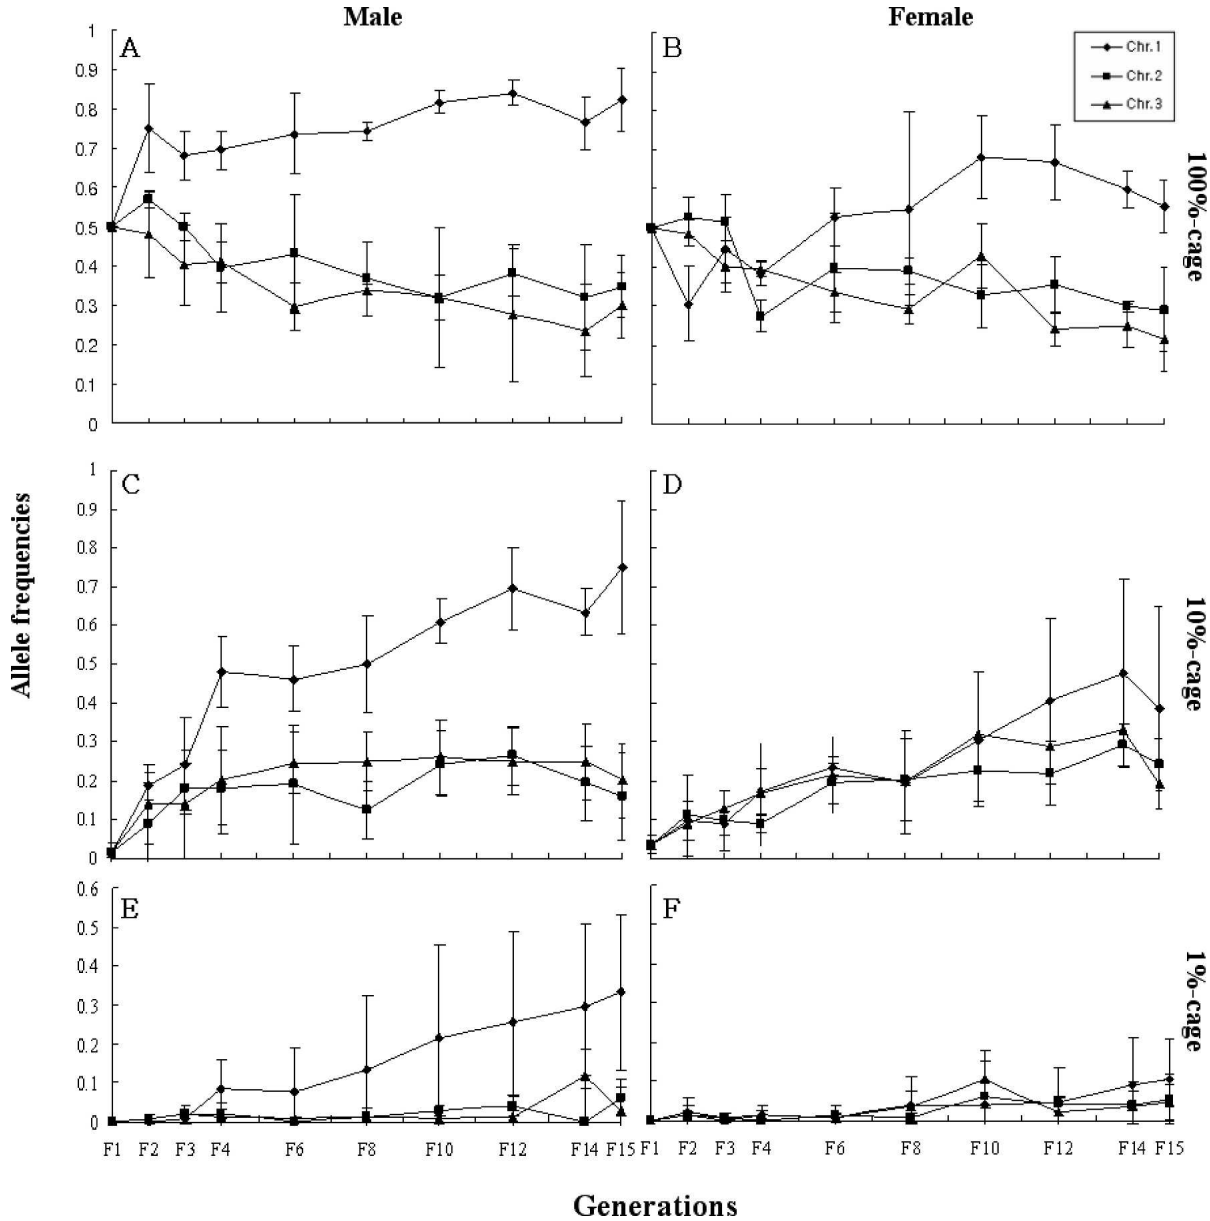 Male
Female
A
1
0.9
0.8
0.7
0.6
0.5
0.4
0.3
0.2
0.1
0
B
Chr.1
Chr.2
Chr.3
100%-cage
Allele frequencies
C
1
0.9
0.8
0.7
0.6
0.5
0.4
0.3
0.2
0.1
0
D
10%-cage
E
0.6
0.5
0.4
0.3
0.2
0.1
0
F
1%-cage
F1 F2 F3 F4 F6 F8 F10 F12 F14 F15
F1 F2 F3 F4 F6 F8 F10 F12 F14 F15
Generations